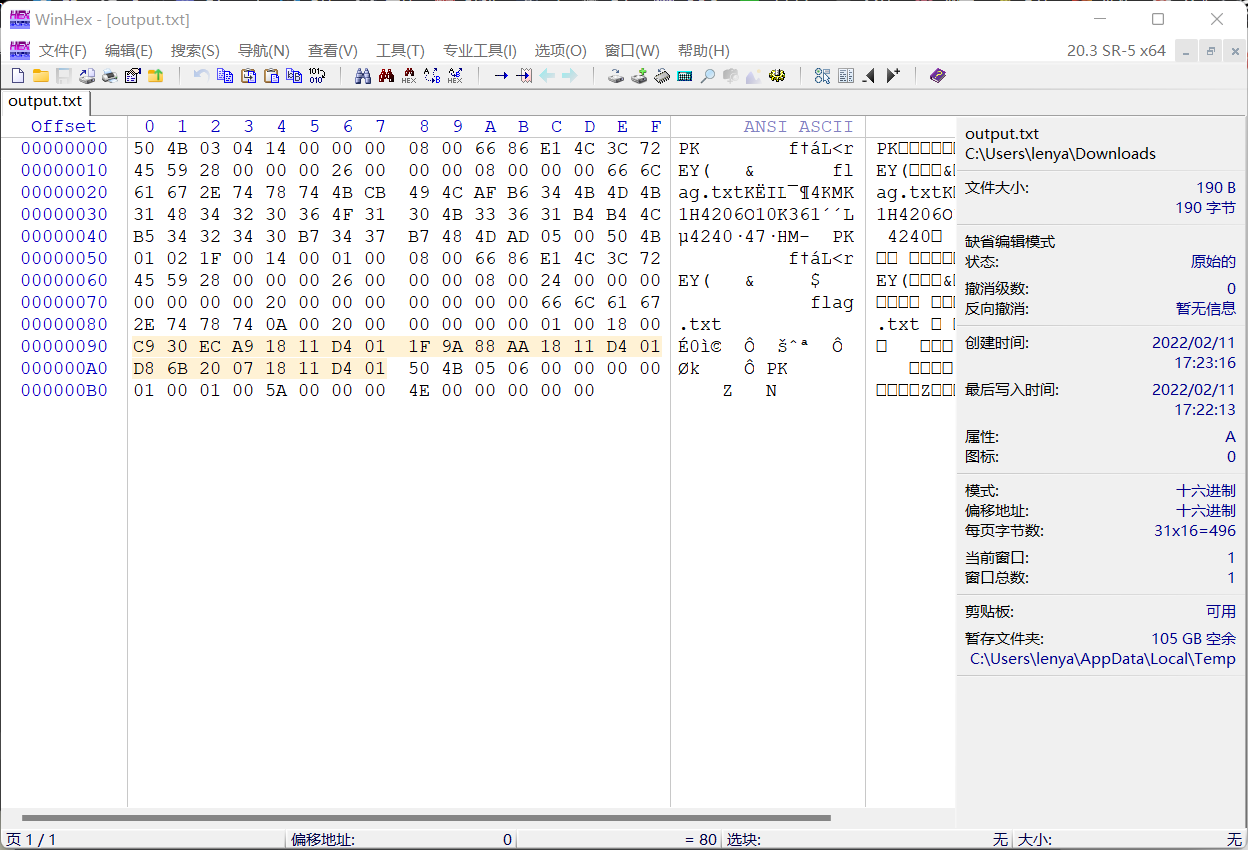 WinHex - [output.txt]
文件(F) 编辑(E) 搜索(S) 导航(N) 查看(V) 工具(T) 专业工具(I) 选项(O) 窗口(W) 帮助(H) 20.3 SR-5 x64
output.txt
Offset 0 1 2 3 4 5 6 7 8 9 A B C D E F ANSI ASCII
00000000 50 4B 03 04 14 00 00 00 08 00 66 86 E1 4C 3C 72 PK f†áL<r
00000010 45 59 28 00 00 00 26 00 00 00 08 00 00 00 66 6C EY( & fl
00000020 61 67 2E 74 78 74 4B CB 49 4C AF B6 34 4B 4D 4B ag.txtKËIL¯¶4KMK
00000030 31 48 34 32 30 36 4F 31 30 4B 33 36 31 B4 B4 4C 1H4206O10K361´´L
00000040 B5 34 32 34 30 B7 34 37 B7 48 4D AD 05 00 50 4B µ4240·47·HM- PK
00000050 01 02 1F 00 14 00 01 00 08 00 66 86 E1 4C 3C 72 f†áL<r
00000060 45 59 28 00 00 00 26 00 00 00 08 00 24 00 00 00 EY( & $
00000070 00 00 00 00 20 00 00 00 00 00 00 00 66 6C 61 67 flag
00000080 2E 74 78 74 0A 00 20 00 00 00 00 00 01 00 18 00 .txt
00000090 C9 30 EC A9 18 11 D4 01 1F 9A 88 AA 18 11 D4 01 É0ì© Ô šˆª Ô
000000A0 D8 6B 20 07 18 11 D4 01 50 4B 05 06 00 00 00 00 Øk Ô PK
000000B0 01 00 01 00 5A 00 00 00 4E 00 00 00 00 00 Z N
output.txt
C:\Users\lenya\Downloads
文件大小: 190 B
190 字节
缺省编辑模式
状态: 原始的
撤消级数: 0
反向撤消: 暂无信息
创建时间: 2022/02/11
17:23:16
最后写入时间: 2022/02/11
17:22:13
属性: A
图标: 0
模式: 十六进制
偏移地址: 十六进制
每页字节数: 31x16=496
当前窗口: 1
窗口总数: 1
剪贴板: 可用
暂存文件夹: 105 GB 空余
C:\Users\lenya\AppData\Local\Temp
页 1 / 1 偏移地址: 0 = 80 选块: 无 大小: 无